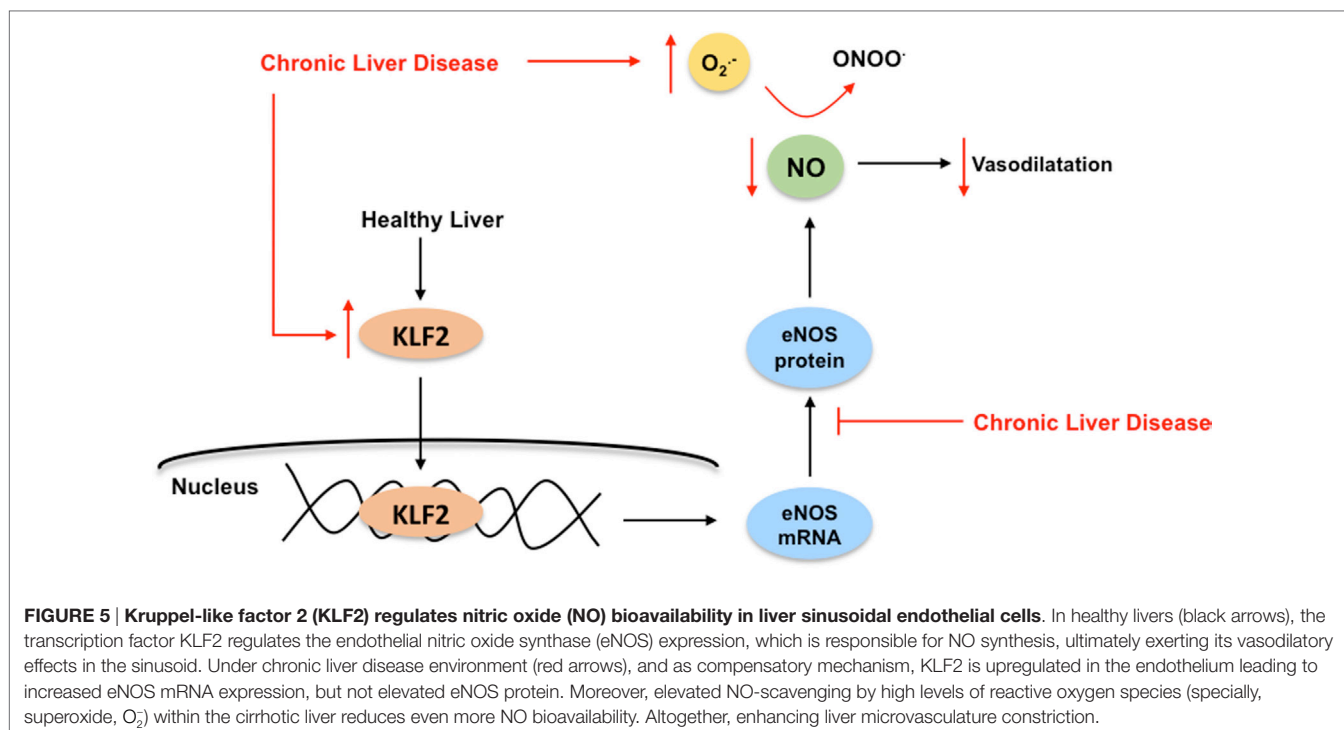 Chronic Liver Disease
O₂·-
ONOO·
NO
Vasodilatation
Healthy Liver
KLF2
eNOS
protein
Chronic Liver Disease
Nucleus
KLF2
eNOS
mRNA
FIGURE 5 | Kruppel-like factor 2 (KLF2) regulates nitric oxide (NO) bioavailability in liver sinusoidal endothelial cells. In healthy livers (black arrows), the
transcription factor KLF2 regulates the endothelial nitric oxide synthase (eNOS) expression, which is responsible for NO synthesis, ultimately exerting its vasodilatory
effects in the sinusoid. Under chronic liver disease environment (red arrows), and as compensatory mechanism, KLF2 is upregulated in the endothelium leading to
increased eNOS mRNA expression, but not elevated eNOS protein. Moreover, elevated NO-scavenging by high levels of reactive oxygen species (specially,
superoxide, O₂⁻) within the cirrhotic liver reduces even more NO bioavailability. Altogether, enhancing liver microvasculature constriction.